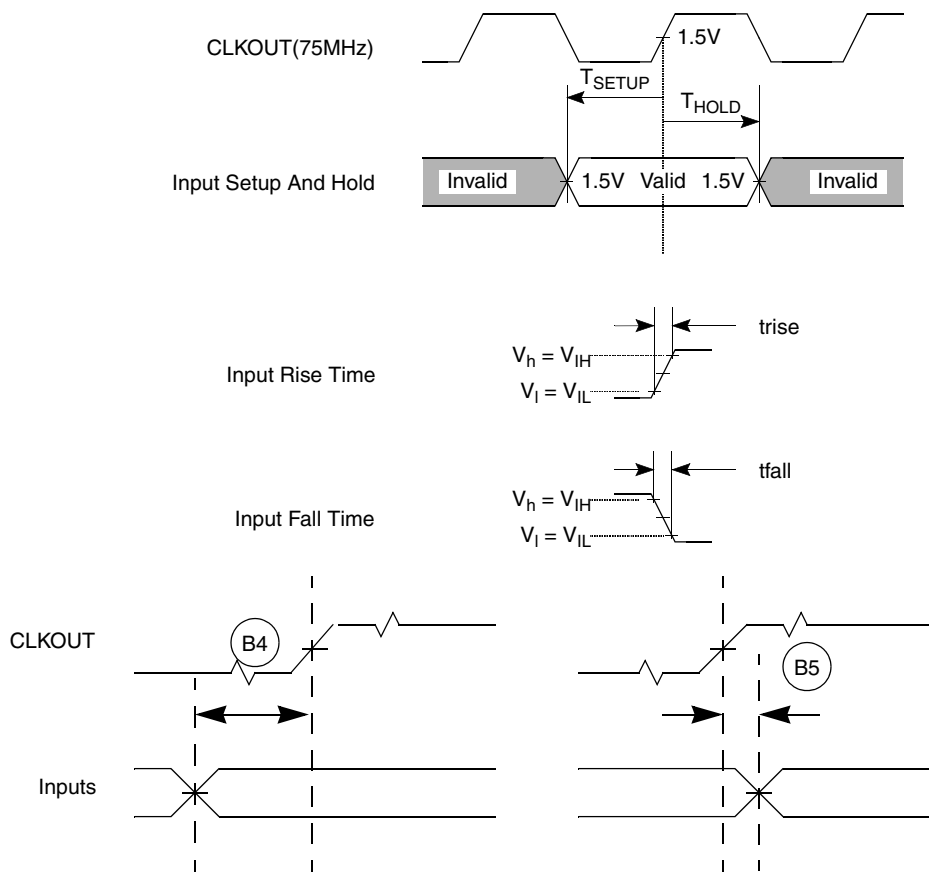 CLKOUT(75MHz)
1.5V
TSETUP
THOLD
Input Setup And Hold
Invalid
1.5V Valid 1.5V
Invalid
trise
Input Rise Time
Vh = VIH
Vl = VIL
tfall
Input Fall Time
Vh = VIH
Vl = VIL
CLKOUT
B4
B5
Inputs